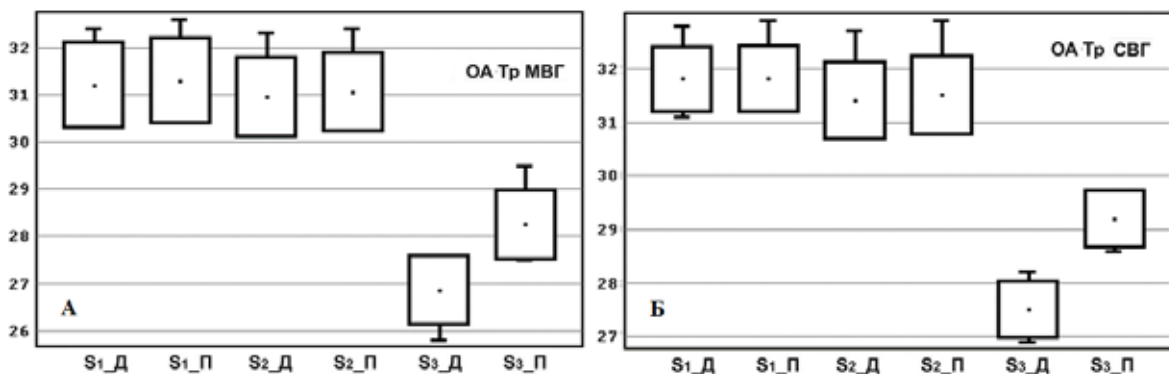 32
31
30
29
28
27
26
ОА Тр МВГ
А
S1_Д S1_П S2_Д S2_П S3_Д S3_П
32
31
30
29
28
27
ОА Тр СВГ
Б
S1_Д S1_П S2_Д S2_П S3_Д S3_П